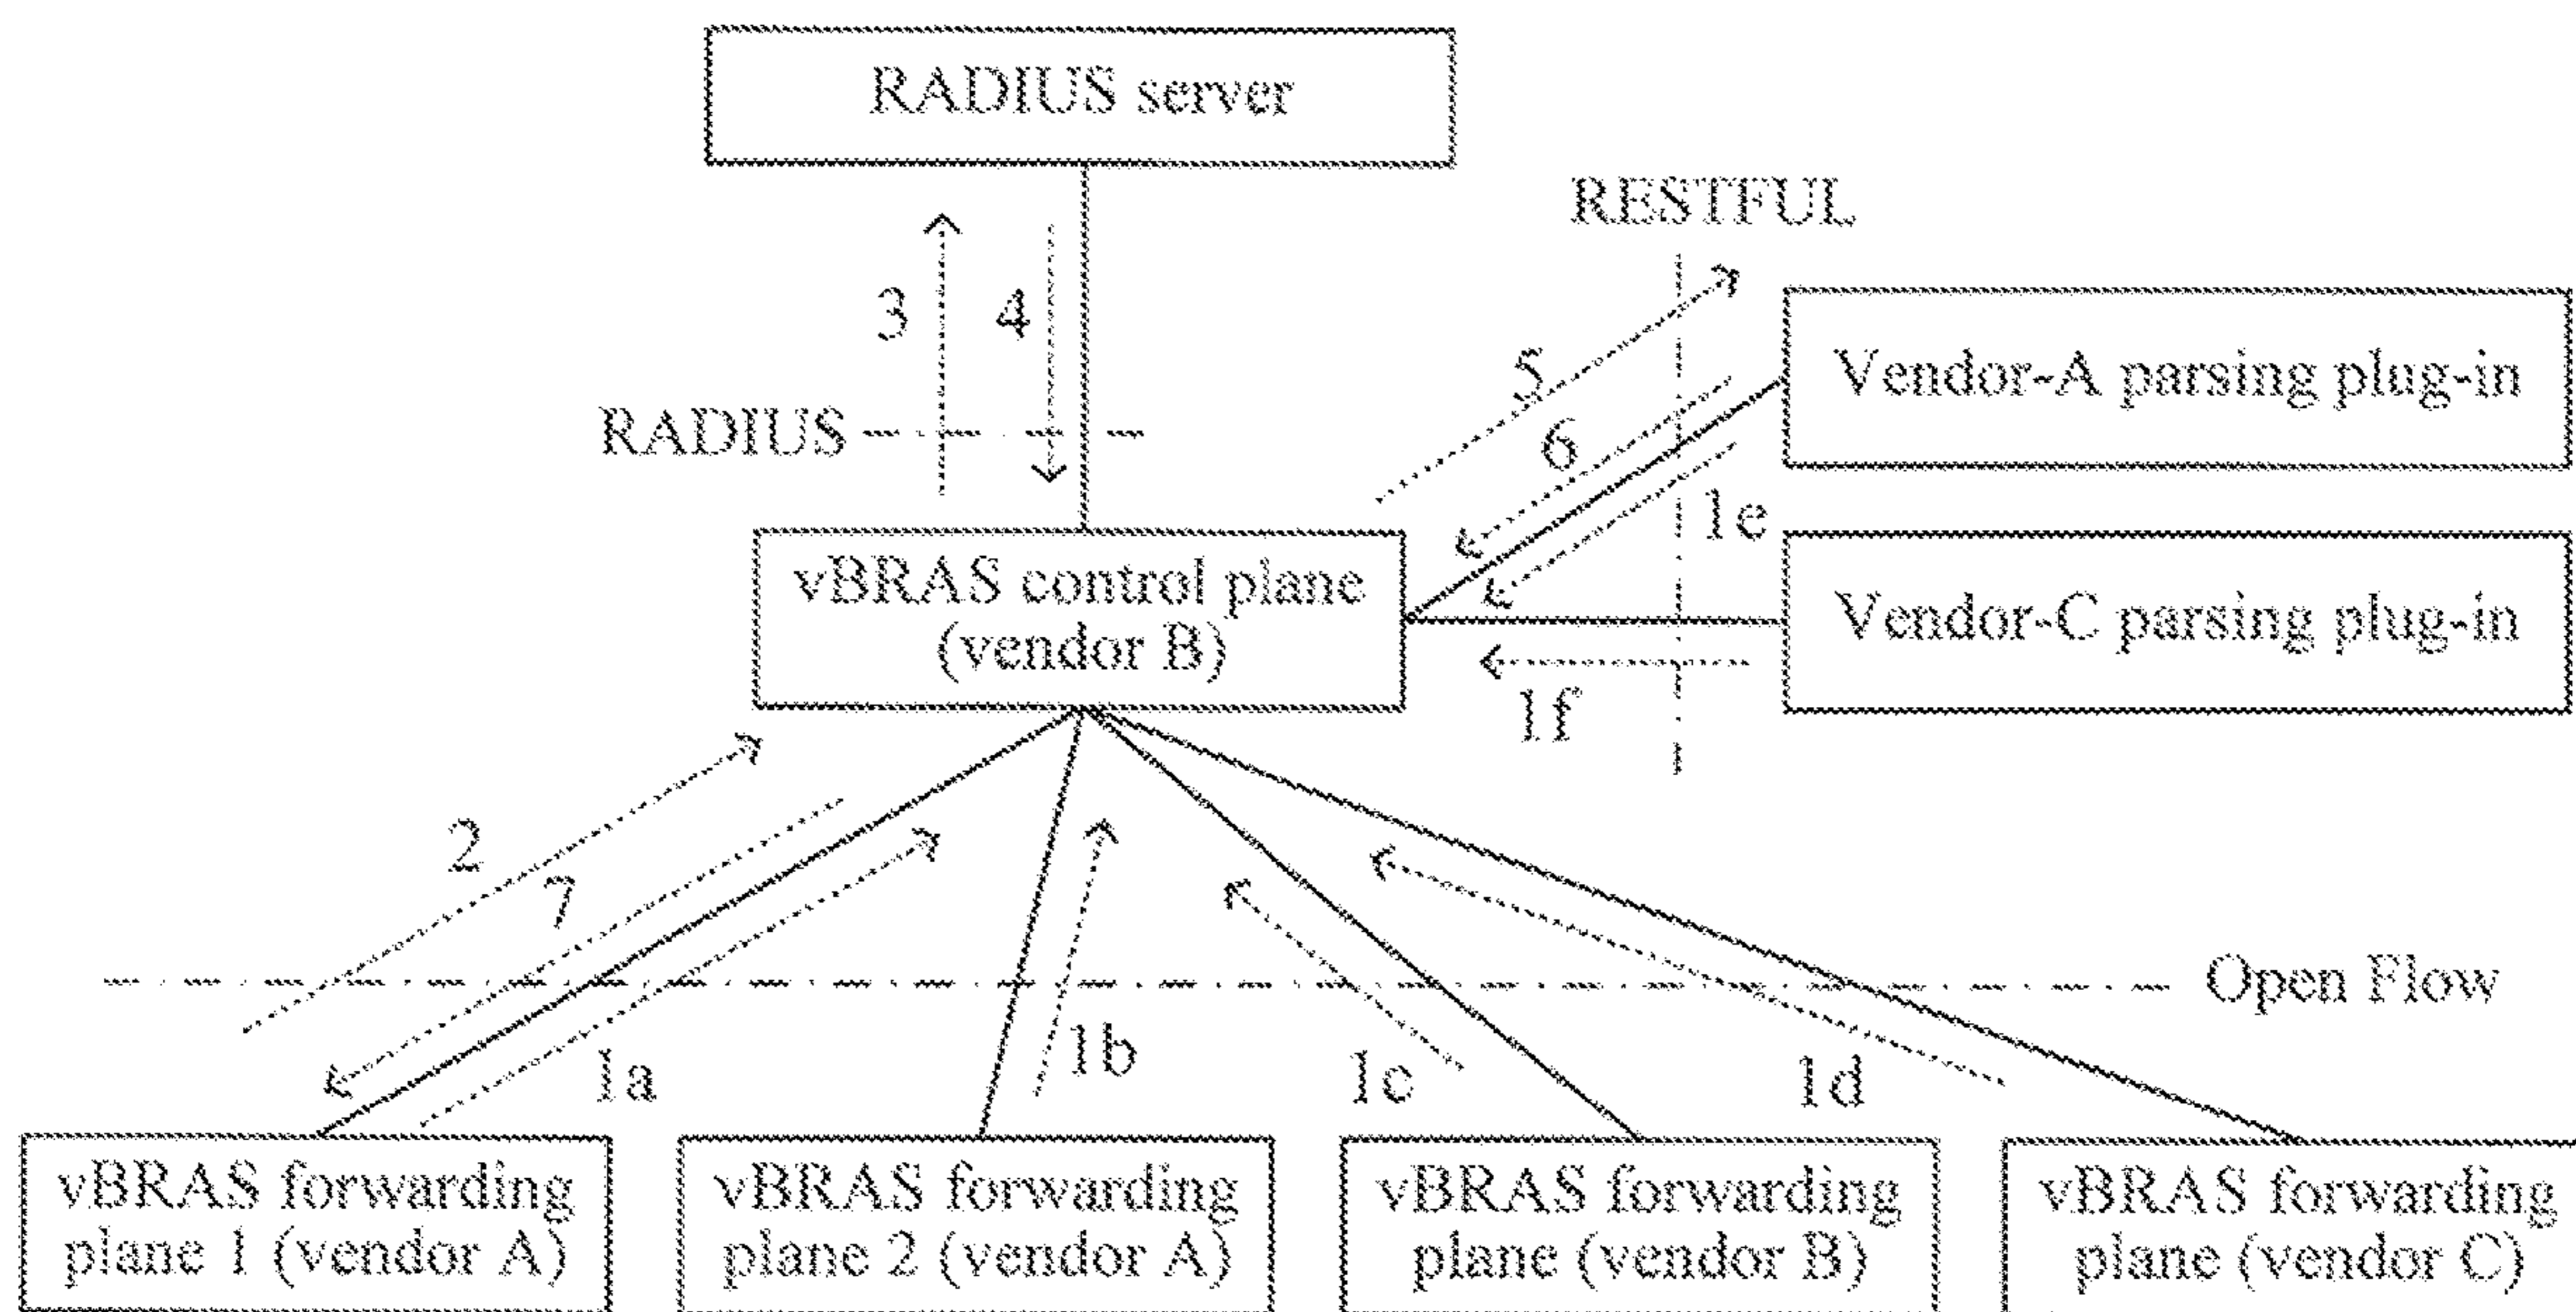 RADIUS server
RESTFUL
3
4
5
Vendor-A parsing plug-in
RADIUS
6
1e
vBRAS control plane
(vendor B)
Vendor-C parsing plug-in
1f
2
7
Open Flow
1a
1b
1c
1d
vBRAS forwarding
plane 1 (vendor A)
vBRAS forwarding
plane 2 (vendor A)
vBRAS forwarding
plane (vendor B)
vBRAS forwarding
plane (vendor C)